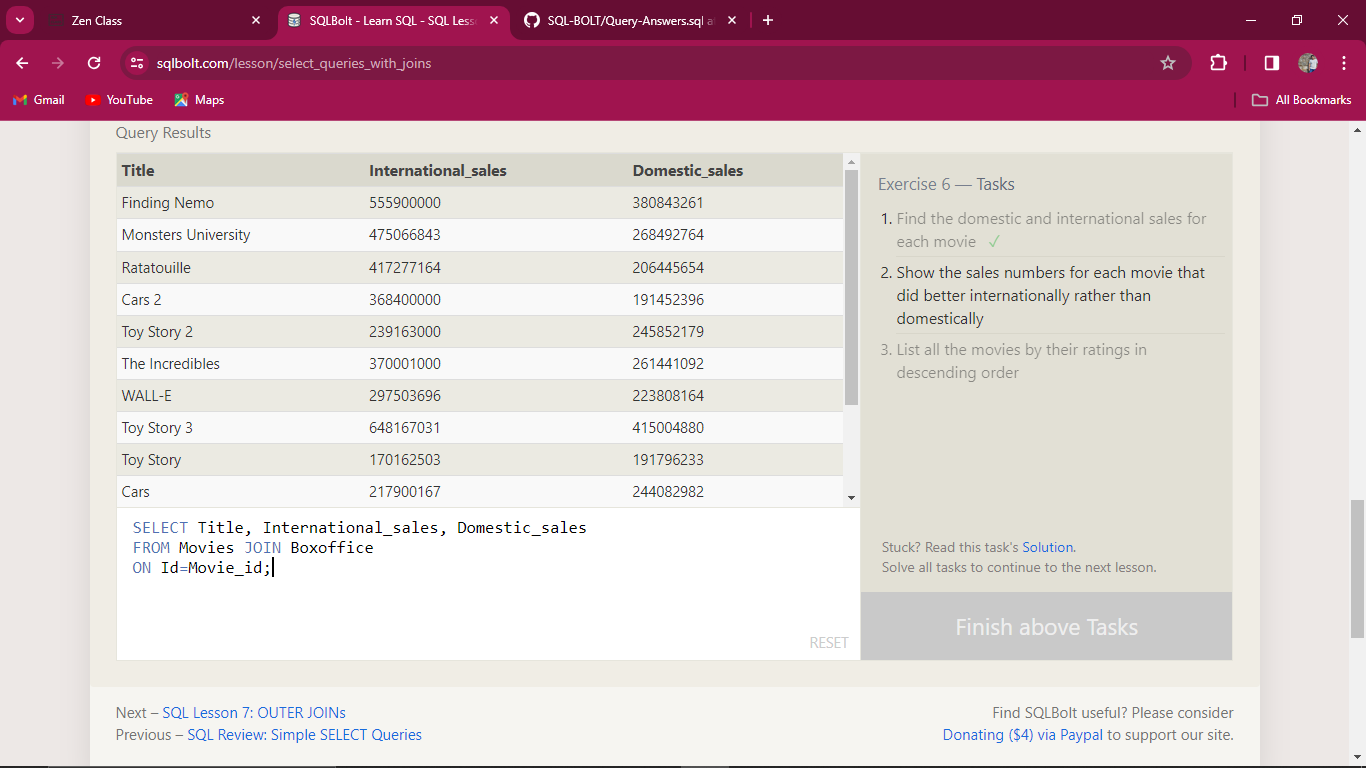 Zen Class
SQLBolt - Learn SQL - SQL Less
SQL-BOLT/Query-Answers.sql a
sqlbolt.com/lesson/select_queries_with_joins
Gmail YouTube Maps All Bookmarks
Query Results
Title International_sales Domestic_sales
Finding Nemo 555900000 380843261
Monsters University 475066843 268492764
Ratatouille 417277164 206445654
Cars 2 368400000 191452396
Toy Story 2 239163000 245852179
The Incredibles 370001000 261441092
WALL-E 297503696 223808164
Toy Story 3 648167031 415004880
Toy Story 170162503 191796233
Cars 217900167 244082982
SELECT Title, International_sales, Domestic_sales
FROM Movies JOIN Boxoffice
ON Id=Movie_id;
RESET
Exercise 6 — Tasks
1. Find the domestic and international sales for
each movie ✓
2. Show the sales numbers for each movie that
did better internationally rather than
domestically
3. List all the movies by their ratings in
descending order
Stuck? Read this task's Solution.
Solve all tasks to continue to the next lesson.
Finish above Tasks
Next – SQL Lesson 7: OUTER JOINs
Previous – SQL Review: Simple SELECT Queries
Find SQLBolt useful? Please consider
Donating ($4) via Paypal to support our site.